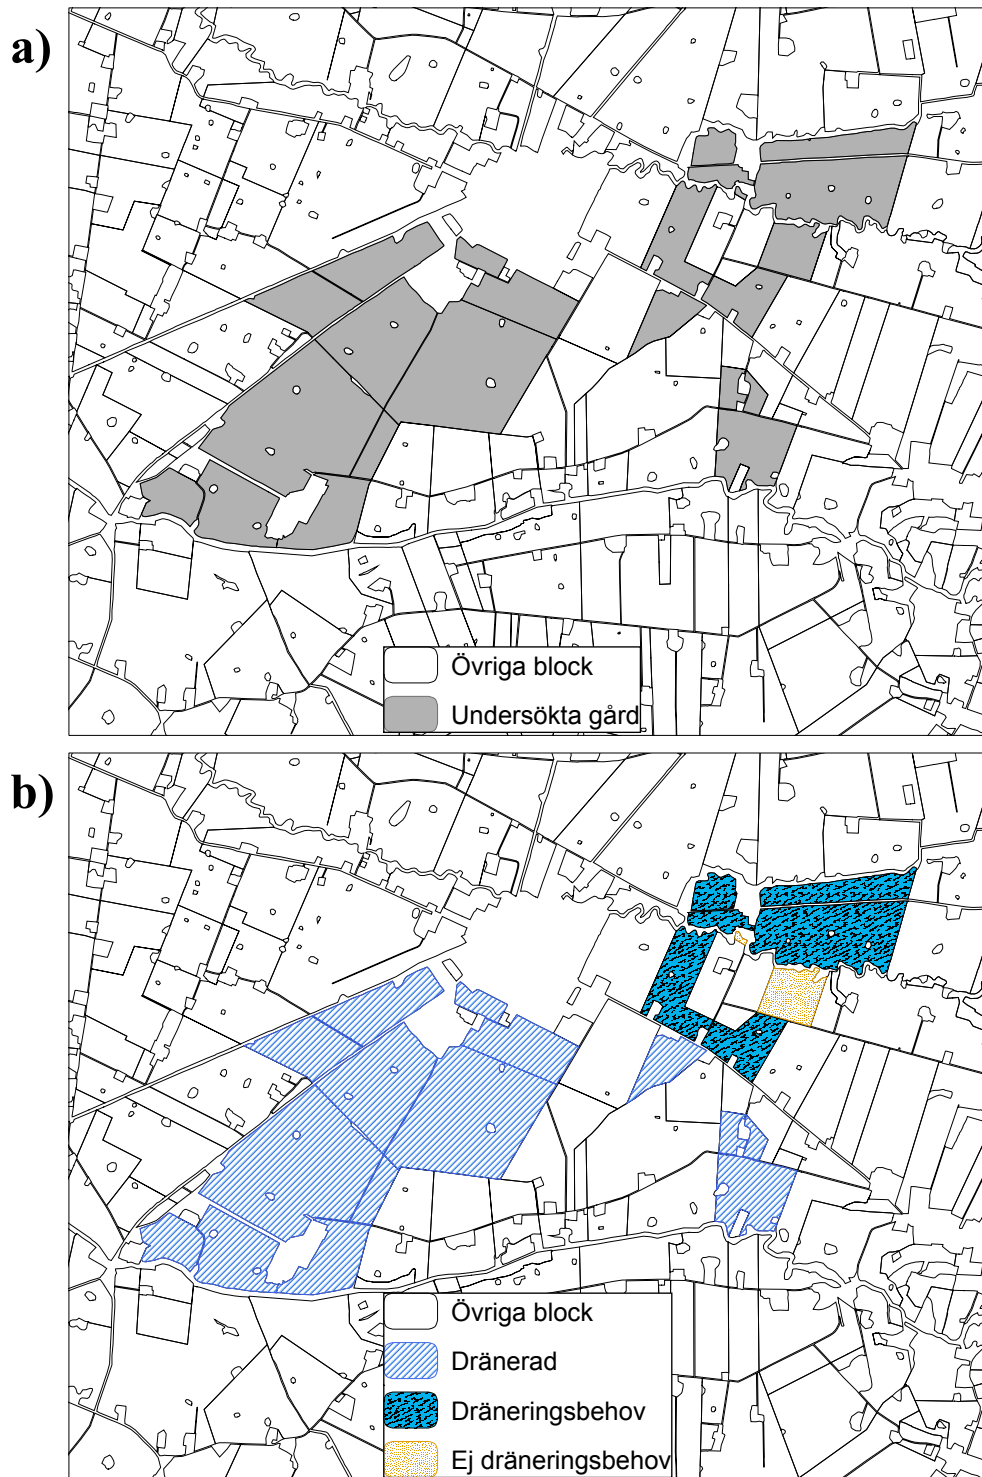 a)
Övriga block
Undersökta gård
b)
Övriga block
Dränerad
Dräneringsbehov
Ej dräneringsbehov